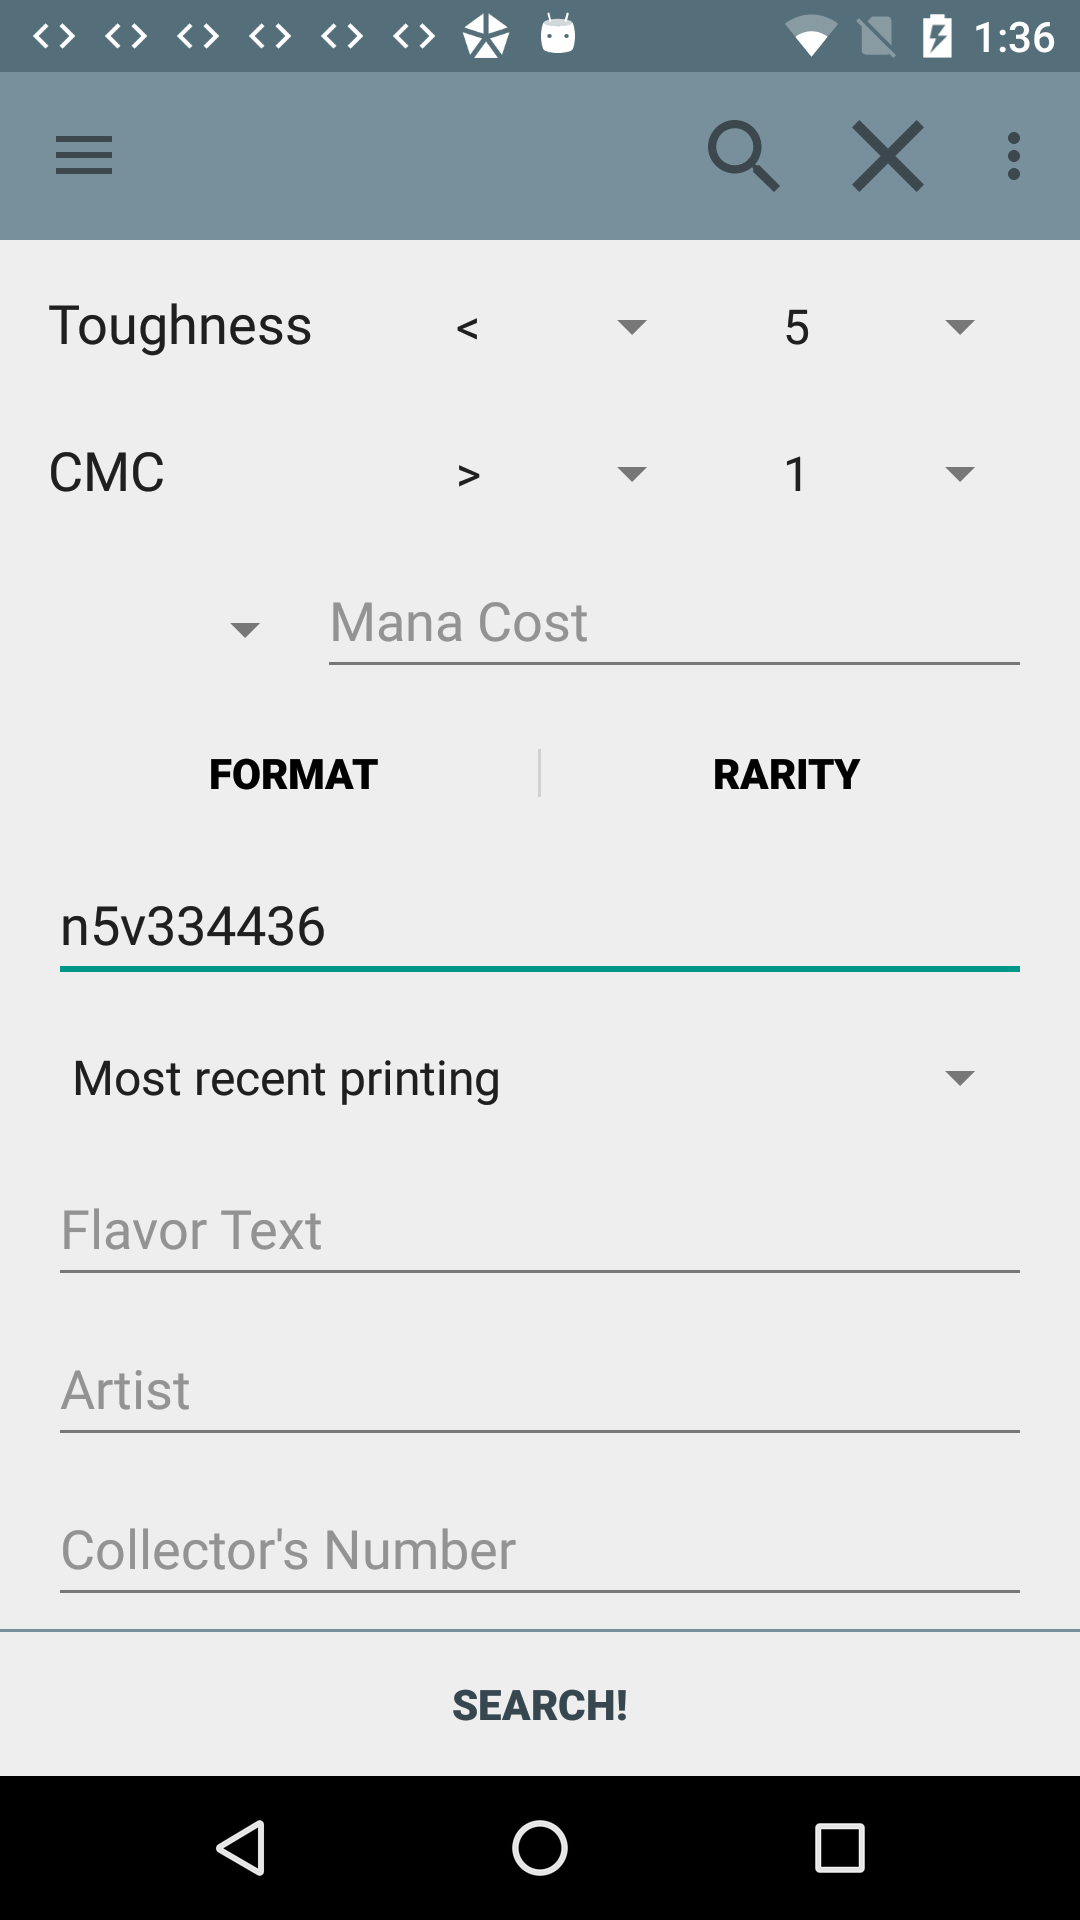 1:36
Toughness < 5
CMC > 1
Mana Cost
FORMAT RARITY
n5v334436
Most recent printing
Flavor Text
Artist
Collector's Number
SEARCH!